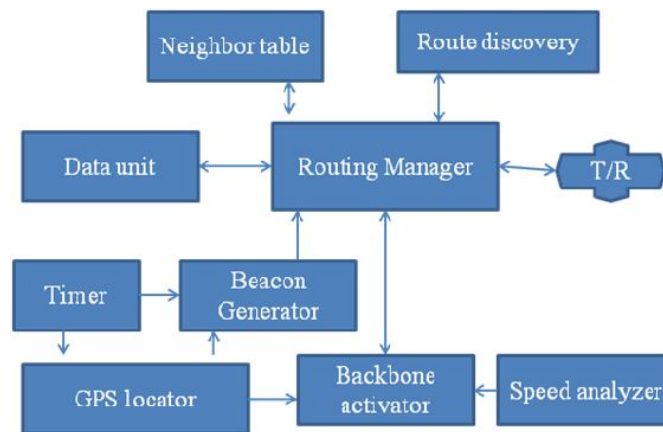 Neighbor table
Route discovery
Data unit
Routing Manager
T/R
Timer
Beacon
Generator
GPS locator
Backbone
activator
Speed analyzer